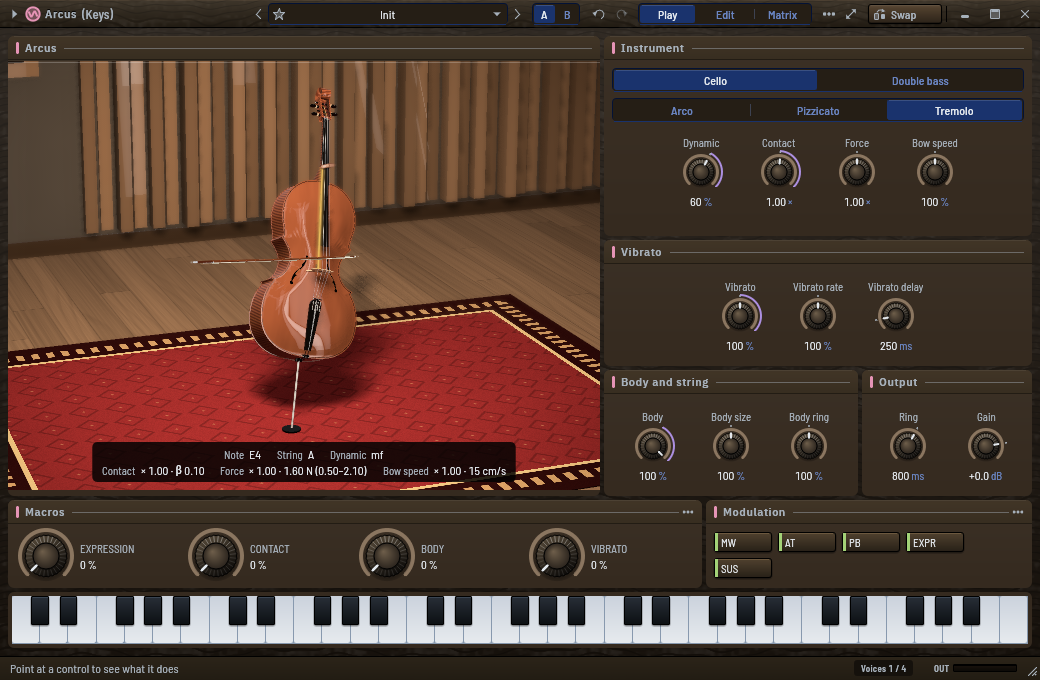 Arcus (Keys)
Init
A B
Play Edit Matrix
Swap
Arcus
Instrument
Cello Double bass
Arco Pizzicato Tremolo
Dynamic Contact Force Bow speed
60 % 1.00 × 1.00 × 100 %
Vibrato
Vibrato Vibrato rate Vibrato delay
100 % 100 % 250 ms
Body and string
Body Body size Body ring
100 % 100 % 100 %
Output
Ring Gain
800 ms +0.0 dB
Note E4 String A Dynamic mf
Contact × 1.00 · β 0.10 Force × 1.00 · 1.60 N (0.50–2.10) Bow speed × 1.00 · 15 cm/s
Macros
EXPRESSION
0 %
CONTACT
0 %
BODY
0 %
VIBRATO
0 %
Modulation
MW AT PB EXPR
SUS
Point at a control to see what it does
Voices 1 / 4
OUT